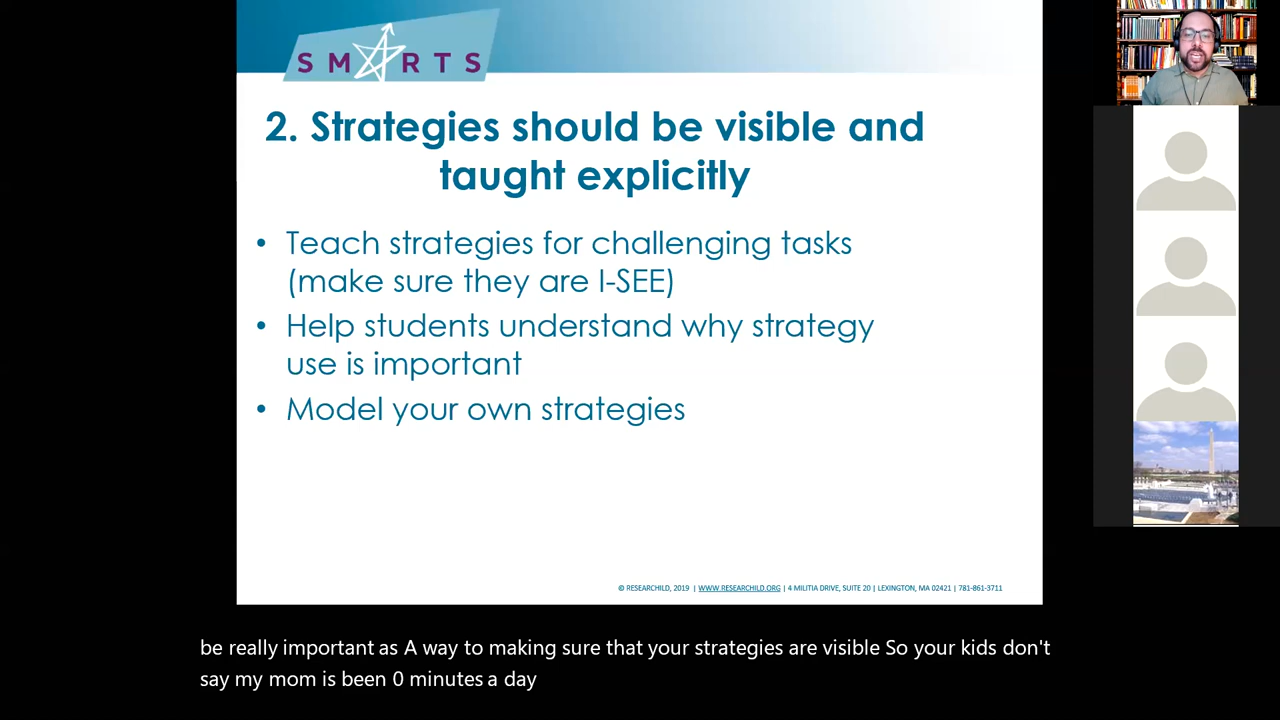 SMARTS
2. Strategies should be visible and
taught explicitly
• Teach strategies for challenging tasks
(make sure they are I-SEE)
• Help students understand why strategy
use is important
• Model your own strategies
© RESEARCHILD, 2019 | WWW.RESEARCHILD.ORG | 4 MILITIA DRIVE, SUITE 20 | LEXINGTON, MA 02421 | 781-861-3711
be really important as A way to making sure that your strategies are visible So your kids don't
say my mom is been 0 minutes a day